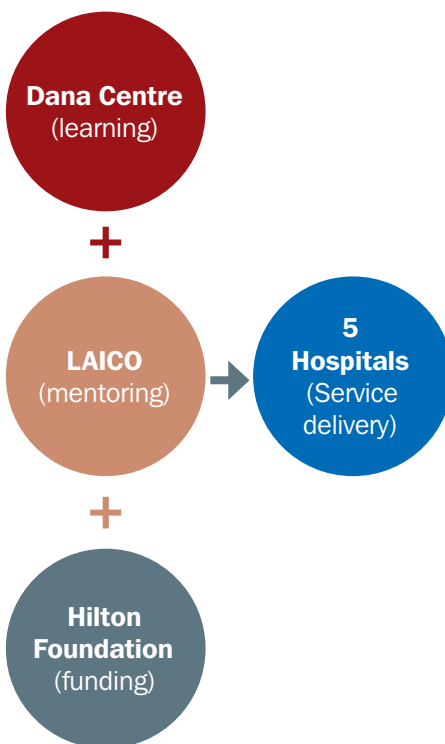 Dana Centre
(learning)
+
LAICO
(mentoring)
5
Hospitals
(Service
delivery)
+
Hilton
Foundation
(funding)